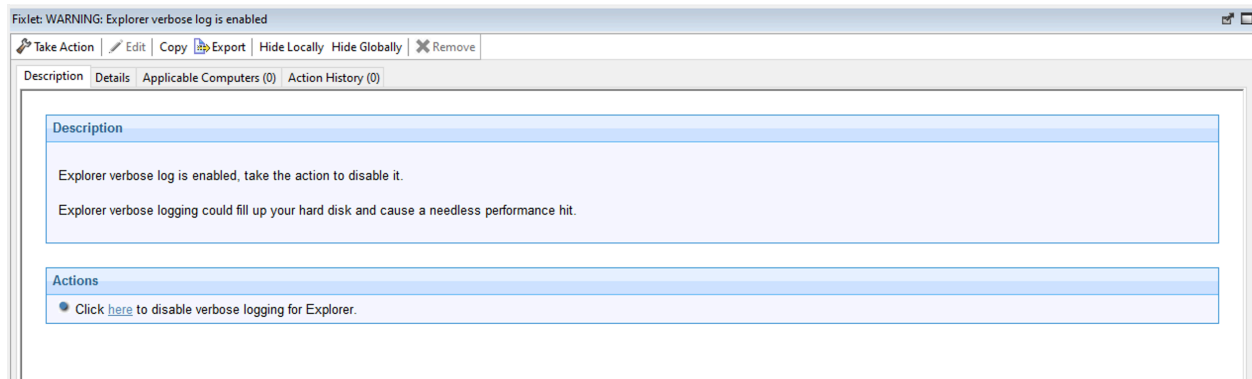 Fixlet: WARNING: Explorer verbose log is enabled
Take Action Edit Copy Export Hide Locally Hide Globally Remove
Description Details Applicable Computers (0) Action History (0)
Description
Explorer verbose log is enabled, take the action to disable it.
Explorer verbose logging could fill up your hard disk and cause a needless performance hit.
Actions
Click here to disable verbose logging for Explorer.